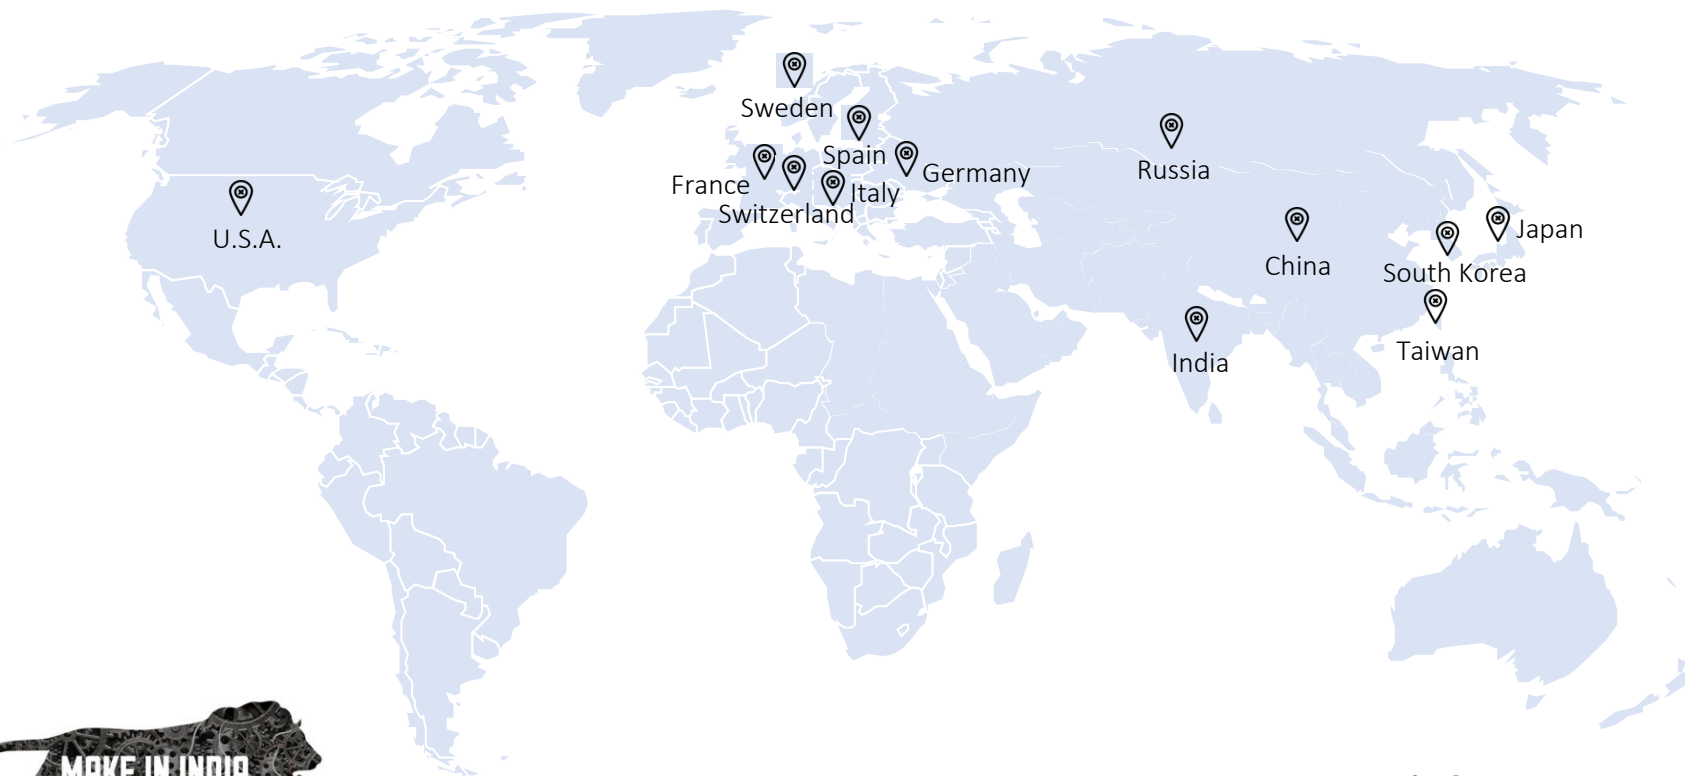 Sweden
Spain
France
Germany
Italy
Switzerland
Russia
U.S.A.
Japan
China
South Korea
Taiwan
India
MAKE IN INDIA